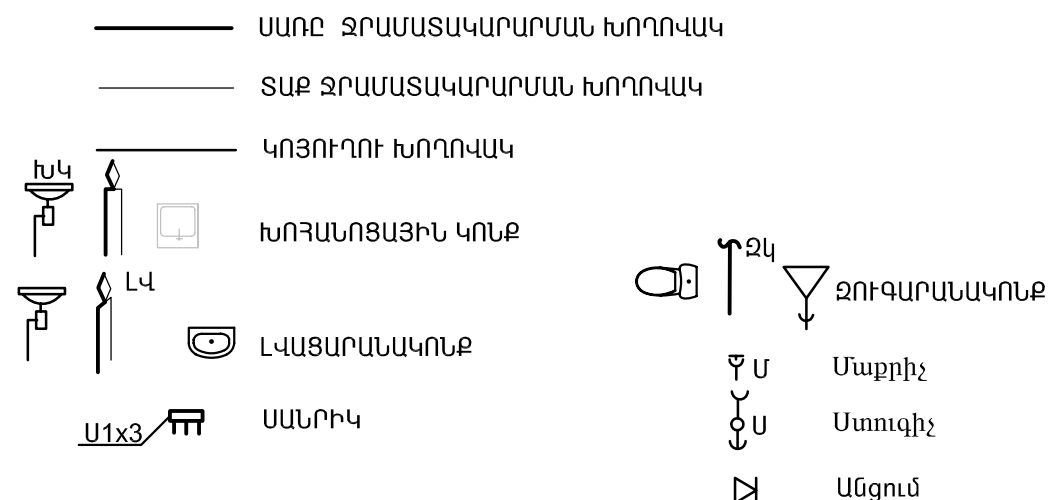 ՍԱՌԸ ՋՐԱՄԱՏԱԿԱՐԱՐՄԱՆ ԽՈՂՈՎԱԿ
ՏԱՔ ՋՐԱՄԱՏԱԿԱՐԱՐՄԱՆ ԽՈՂՈՎԱԿ
ԿՈՅՈՒՂՈՒ ԽՈՂՈՎԱԿ
ԽԿ
ԽՈՀԱՆՈՑԱՅԻՆ ԿՈՆՔ
ԼՎ
ԼՎԱՑԱՐԱՆԱԿՈՆՔ
ՍԱՆՐԻԿ
Ս1x3
Զկ
ԶՈՒԳԱՐԱՆԱԿՈՆՔ
Մ
Մաքրիչ
Ս
Ստուգիչ
Անցում